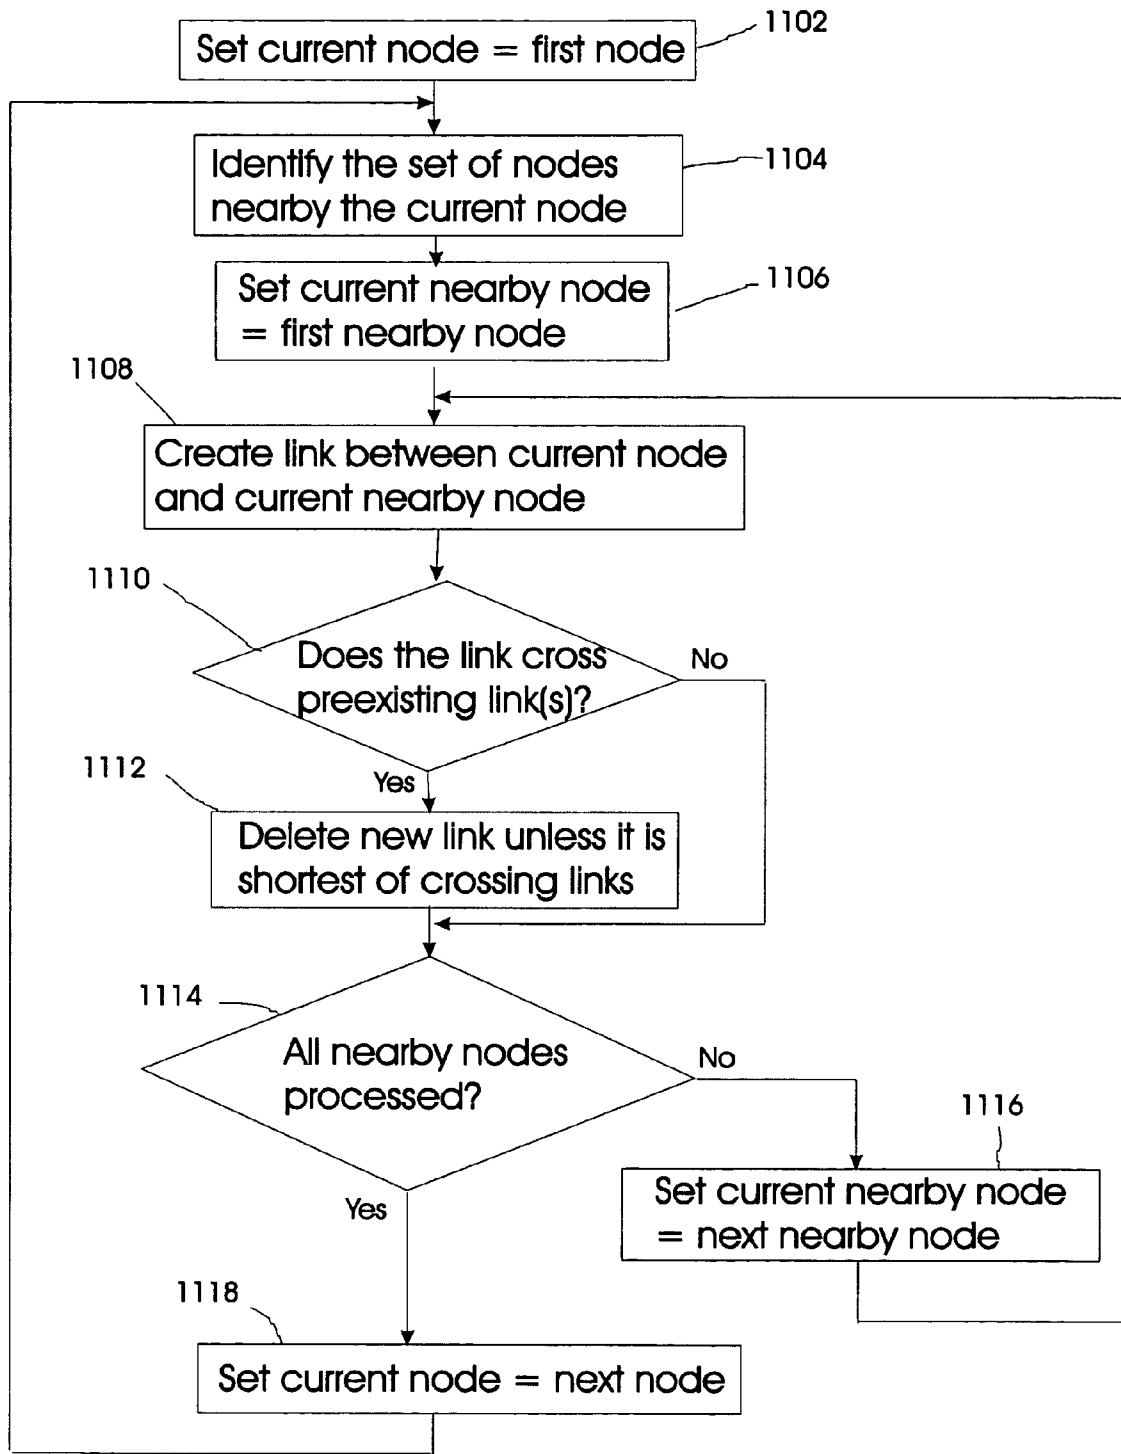 1102
Set current node = first node
1104
Identify the set of nodes
nearby the current node
1106
Set current nearby node
= first nearby node
1108
Create link between current node
and current nearby node
1110
Does the link cross
preexisting link(s)?
No
Yes
1112
Delete new link unless it is
shortest of crossing links
1114
All nearby nodes
processed?
No
Yes
1116
Set current nearby node
= next nearby node
1118
Set current node = next node